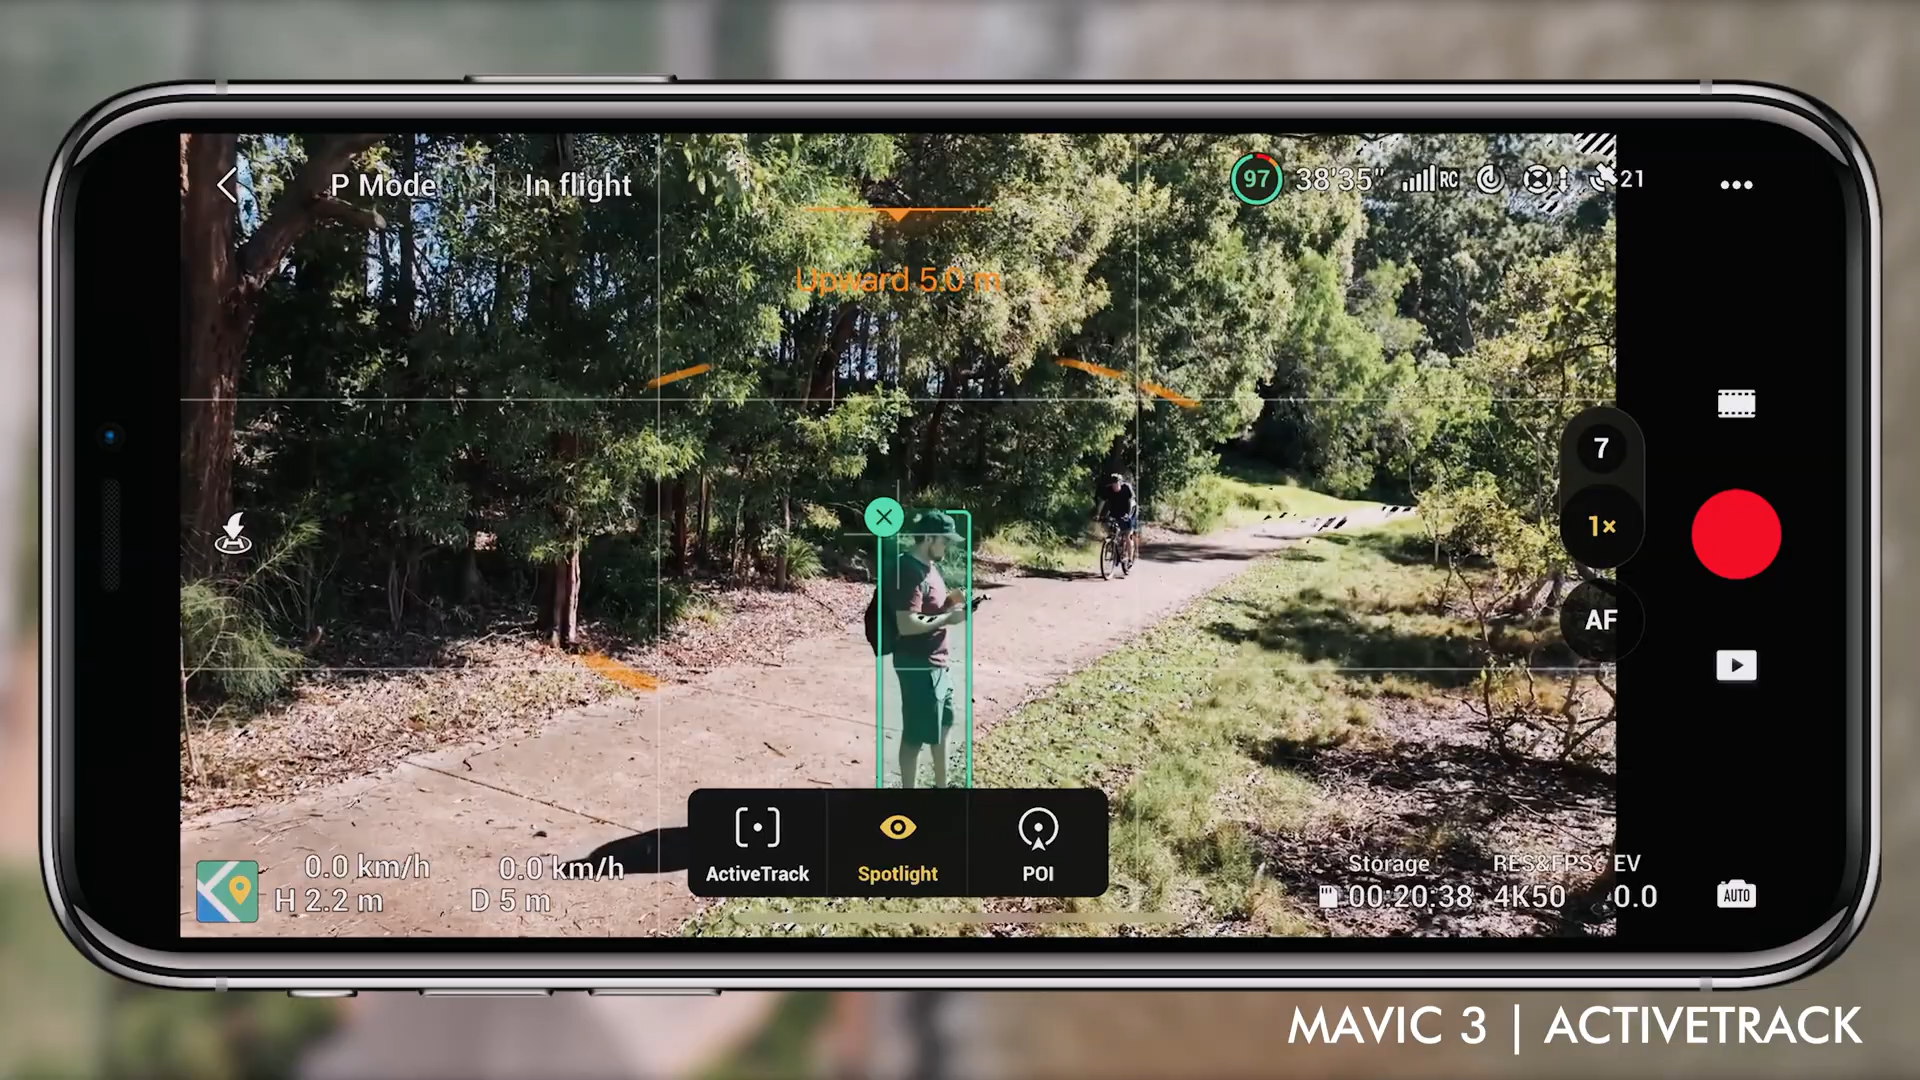 P Mode | In flight
97 38'35" RC 21
Upward 5.0 m
7
1×
AF
ActiveTrack Spotlight POI
0.0 km/h 0.0 km/h
H 2.2 m D 5 m
Storage RES&FPS EV
00:20:38 4K50 0.0
AUTO
MAVIC 3 | ACTIVETRACK